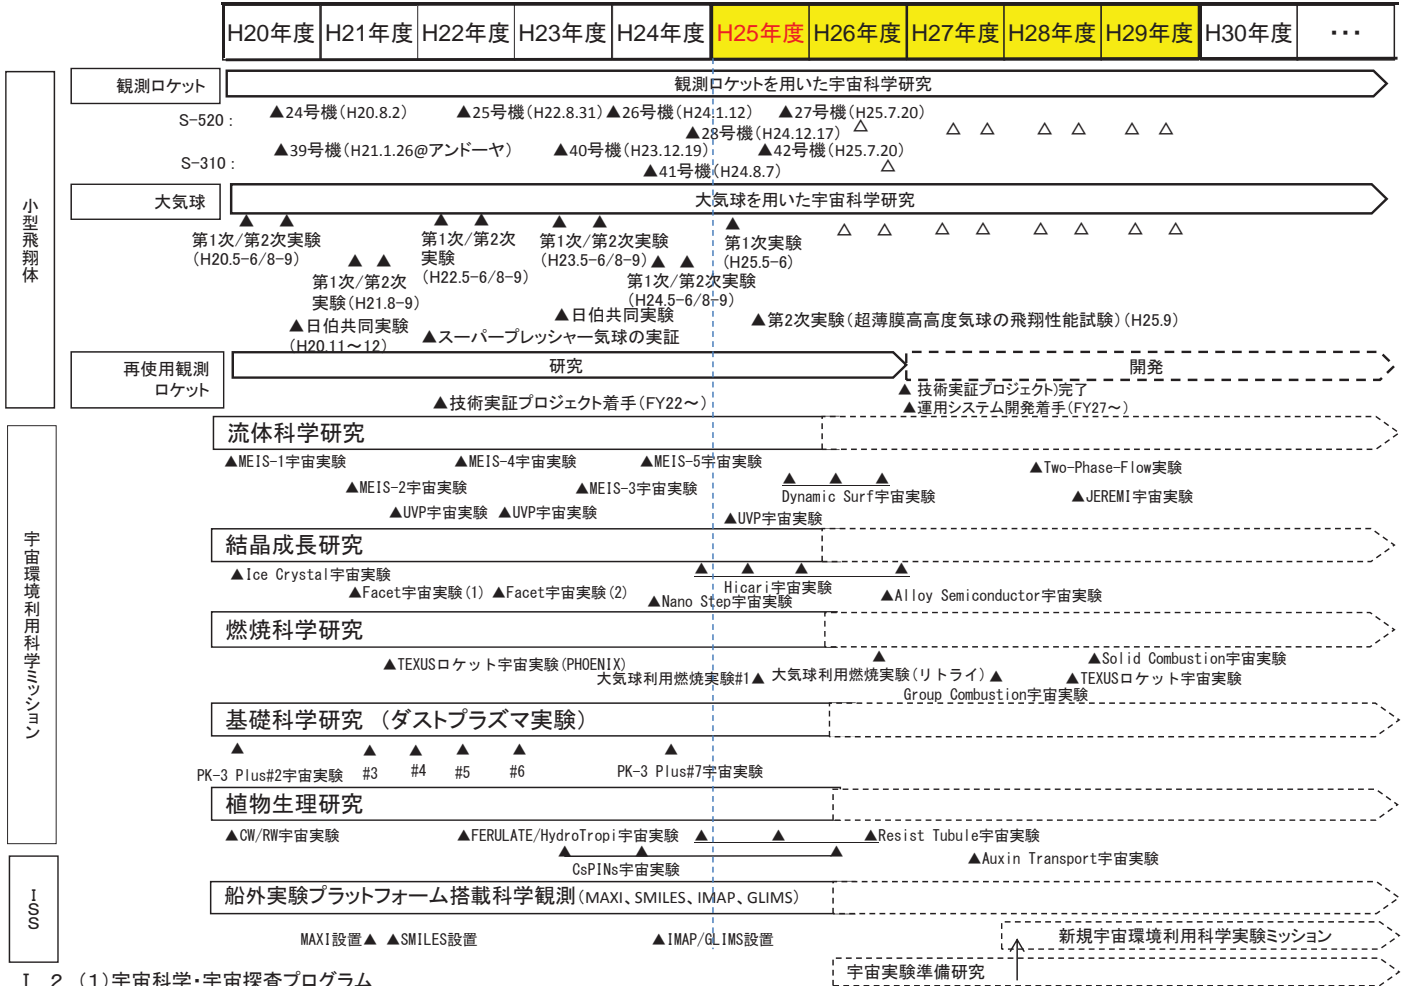 H20年度 H21年度 H22年度 H23年度 H24年度 H25年度 H26年度 H27年度 H28年度 H29年度 H30年度 ・・・
小型飛翔体
観測ロケット
観測ロケットを用いた宇宙科学研究
S-520 :
▲24号機(H20.8.2) ▲25号機(H22.8.31) ▲26号機(H24.1.12) ▲27号機(H25.7.20)
▲28号機(H24.12.17) △ △ △ △ △ △ △
S-310 :
▲39号機(H21.1.26@アンドーヤ) ▲40号機(H23.12.19) ▲42号機(H25.7.20)
▲41号機(H24.8.7) △
大気球
大気球を用いた宇宙科学研究
▲ ▲ ▲ ▲ ▲ ▲ ▲ △ △ △ △ △ △ △ △
第1次/第2次実験
(H20.5-6/8-9)
▲ ▲
第1次/第2次
実験(H21.8-9)
第1次/第2次
実験
(H22.5-6/8-9)
第1次/第2次実験
(H23.5-6/8-9)
▲ ▲
第1次/第2次実験
(H24.5-6/8-9)
第1次実験
(H25.5-6)
▲日伯共同実験
(H20.11～12)
▲スーパープレッシャー気球の実証
▲日伯共同実験
▲第2次実験(超薄膜高高度気球の飛翔性能試験)(H25.9)
再使用観測
ロケット
研究
開発
▲技術実証プロジェクト着手(FY22～)
▲ 技術実証プロジェクト)完了
▲運用システム開発着手(FY27～)
宇宙環境利用科学ミッション
流体科学研究
▲MEIS-1宇宙実験 ▲MEIS-4宇宙実験 ▲MEIS-5宇宙実験 ▲Two-Phase-Flow実験
▲MEIS-2宇宙実験 ▲MEIS-3宇宙実験 ▲ ▲ ▲
Dynamic Surf宇宙実験 ▲JEREMI宇宙実験
▲UVP宇宙実験 ▲UVP宇宙実験 ▲UVP宇宙実験
結晶成長研究
▲Ice Crystal宇宙実験 ▲ ▲ ▲ ▲
Hicari宇宙実験
▲Facet宇宙実験(1) ▲Facet宇宙実験(2) ▲Nano Step宇宙実験 ▲Alloy Semiconductor宇宙実験
燃焼科学研究
▲TEXUSロケット宇宙実験(PHOENIX) ▲ ▲Solid Combustion宇宙実験
大気球利用燃焼実験#1▲ 大気球利用燃焼実験(リトライ) ▲ ▲TEXUSロケット宇宙実験
Group Combustion宇宙実験
基礎科学研究 （ダストプラズマ実験）
▲ ▲ ▲ ▲ ▲ ▲
PK-3 Plus#2宇宙実験 #3 #4 #5 #6 PK-3 Plus#7宇宙実験
植物生理研究
▲CW/RW宇宙実験 ▲FERULATE/HydroTropi宇宙実験 ▲ ▲ ▲Resist Tubule宇宙実験
▲ ▲ ▲
CsPINs宇宙実験 ▲Auxin Transport宇宙実験
ISS
船外実験プラットフォーム搭載科学観測(MAXI、SMILES、IMAP、GLIMS)
MAXI設置▲ ▲SMILES設置 ▲IMAP/GLIMS設置
新規宇宙環境利用科学実験ミッション
宇宙実験準備研究
Ⅰ．2．(1)宇宙科学・宇宙探査プログラム